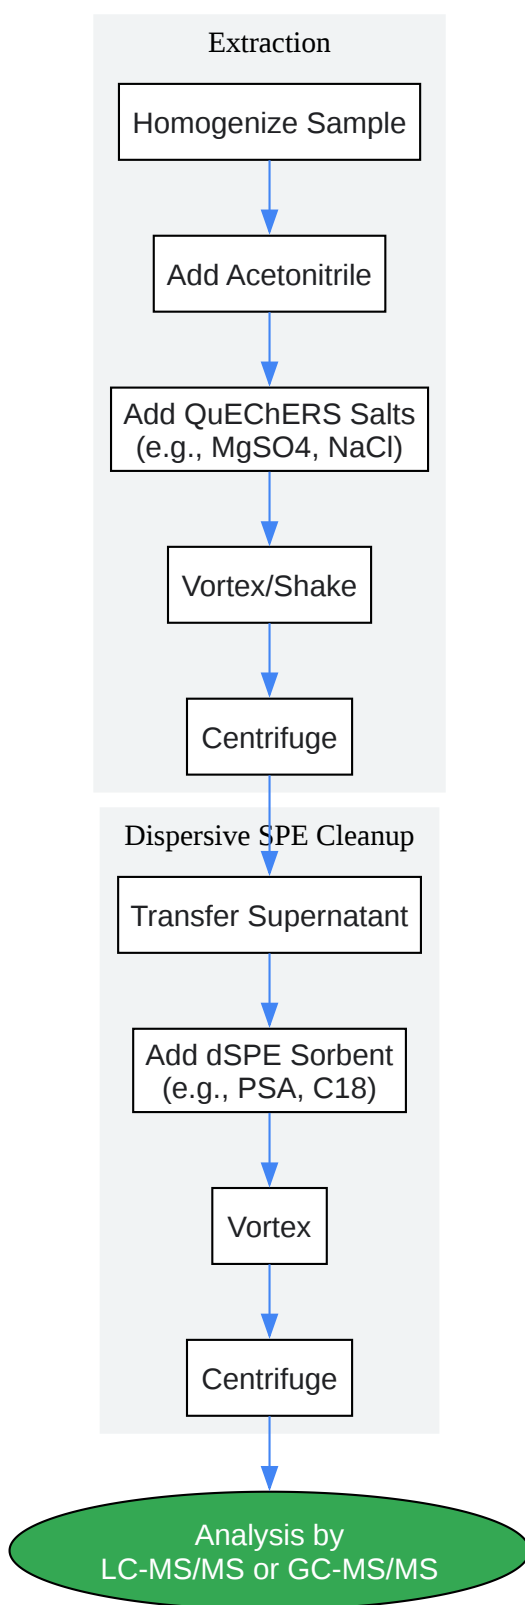 Extraction
Homogenize Sample
Add Acetonitrile
Add QuEChERS Salts
(e.g., MgSO4, NaCl)
Vortex/Shake
Centrifuge
Dispersive SPE Cleanup
Transfer Supernatant
Add dSPE Sorbent
(e.g., PSA, C18)
Vortex
Centrifuge
Analysis by
LC-MS/MS or GC-MS/MS